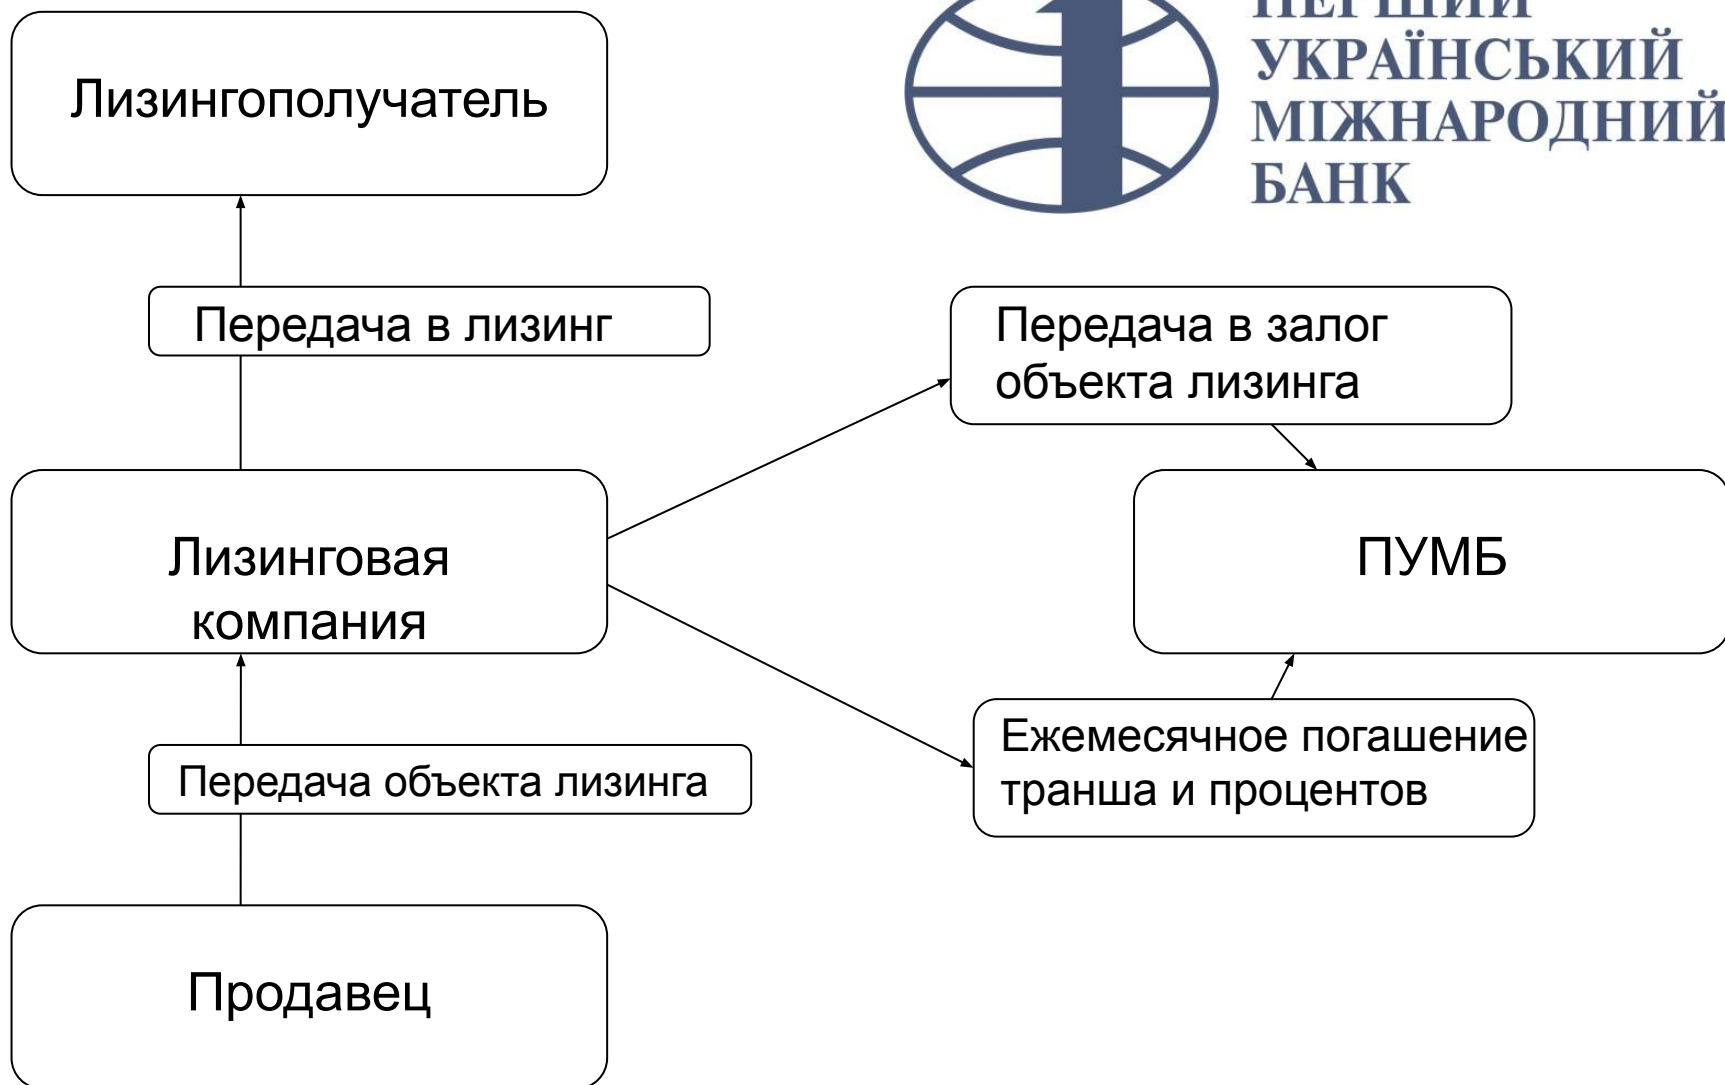 Лизингополучатель
ПЕРШИЙ
УКРАЇНСЬКИЙ
МІЖНАРОДНИЙ
БАНК
Передача в лизинг
Передача в залог
объекта лизинга
Лизинговая
компания
ПУМБ
Передача объекта лизинга
Ежемесячное погашение
транша и процентов
Продавец